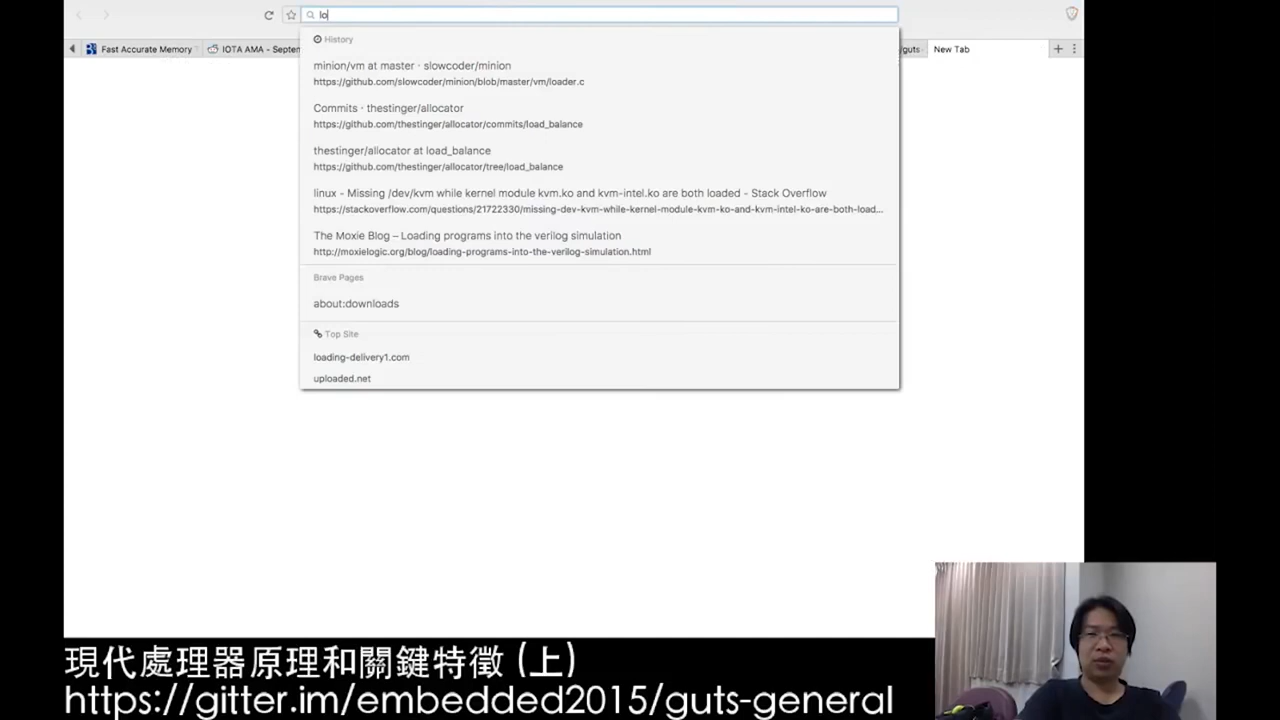 lo
Fast Accurate Memory
IOTA AMA - Septen
/guts
New Tab
History
minion/vm at master · slowcoder/minion
https://github.com/slowcoder/minion/blob/master/vm/loader.c
Commits · thestinger/allocator
https://github.com/thestinger/allocator/commits/load_balance
thestinger/allocator at load_balance
https://github.com/thestinger/allocator/tree/load_balance
linux - Missing /dev/kvm while kernel module kvm.ko and kvm-intel.ko are both loaded - Stack Overflow
https://stackoverflow.com/questions/21722330/missing-dev-kvm-while-kernel-module-kvm-ko-and-kvm-intel-ko-are-both-load...
The Moxie Blog – Loading programs into the verilog simulation
http://moxielogic.org/blog/loading-programs-into-the-verilog-simulation.html
Brave Pages
about:downloads
Top Site
loading-delivery1.com
uploaded.net
現代處理器原理和關鍵特徵 (上)
https://gitter.im/embedded2015/guts-general